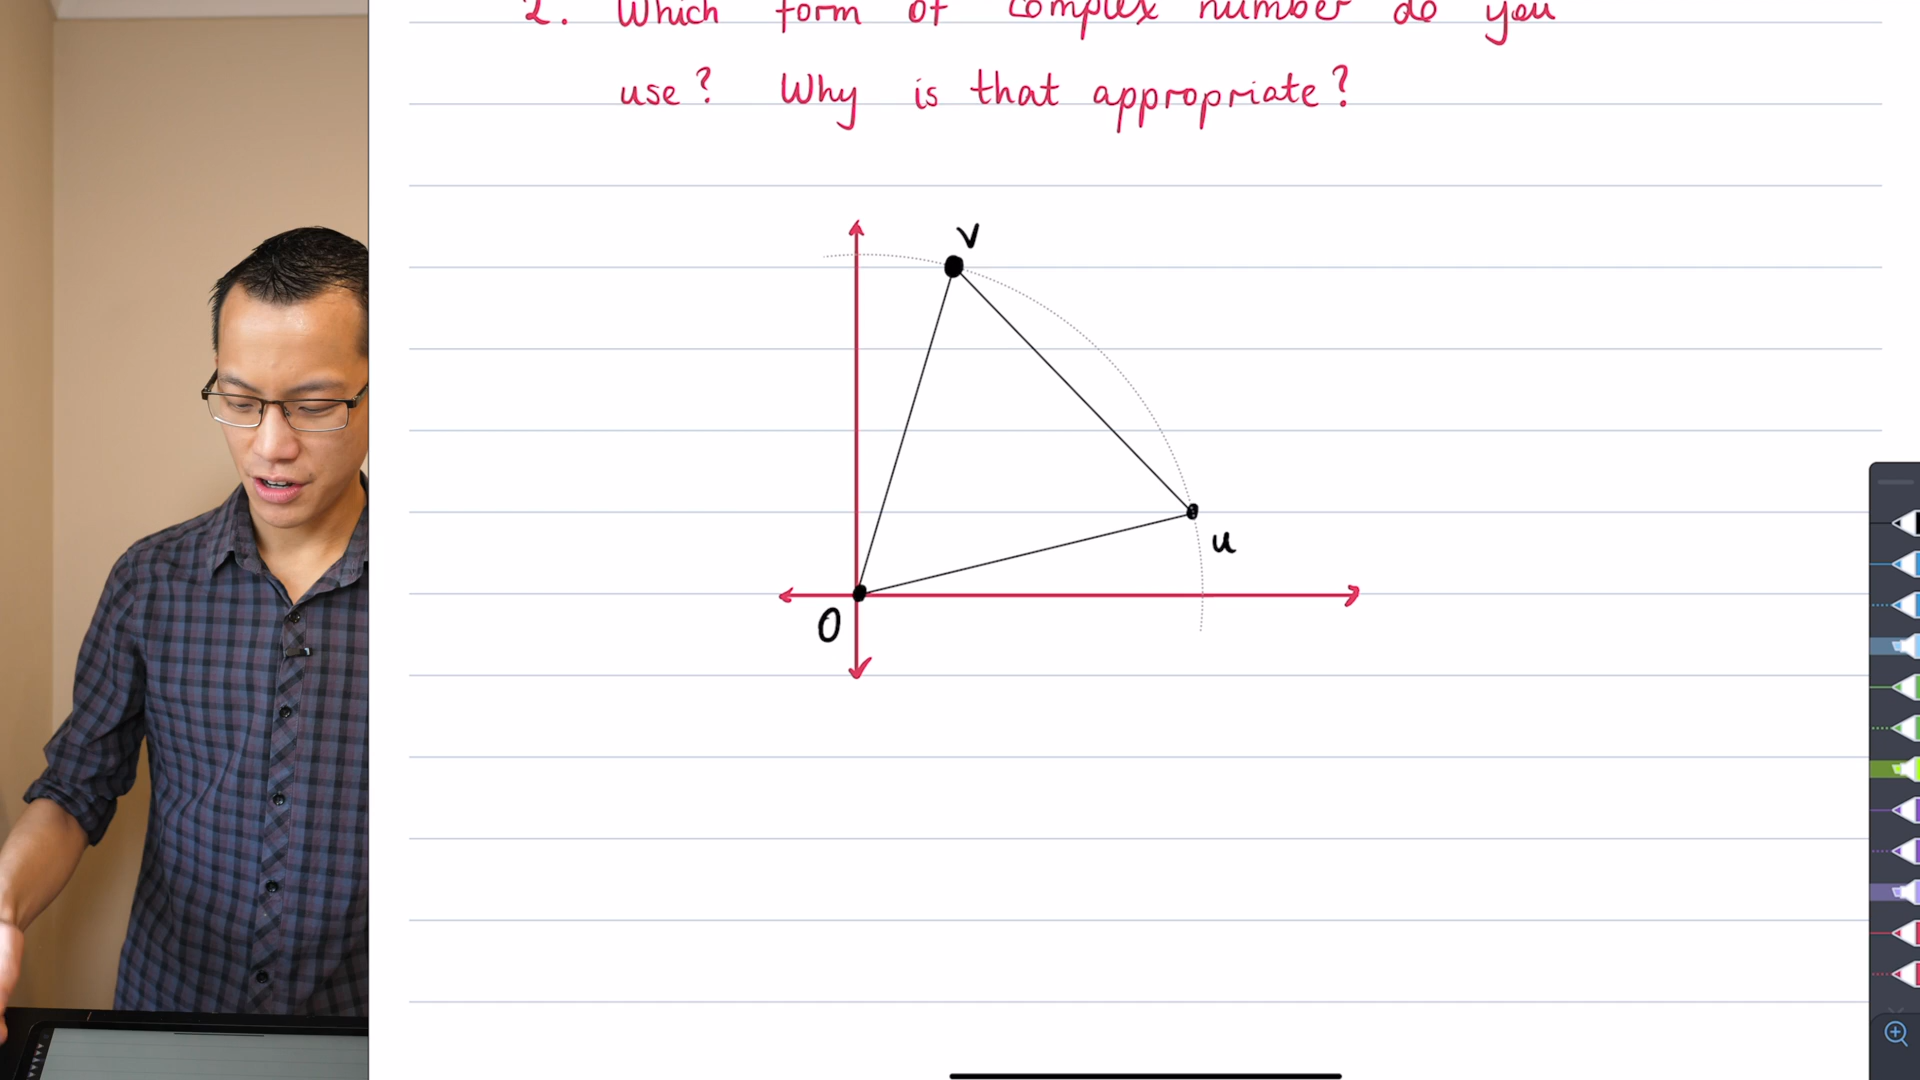 2. Which form of complex number do you
use? Why is that appropriate?
v
u
0